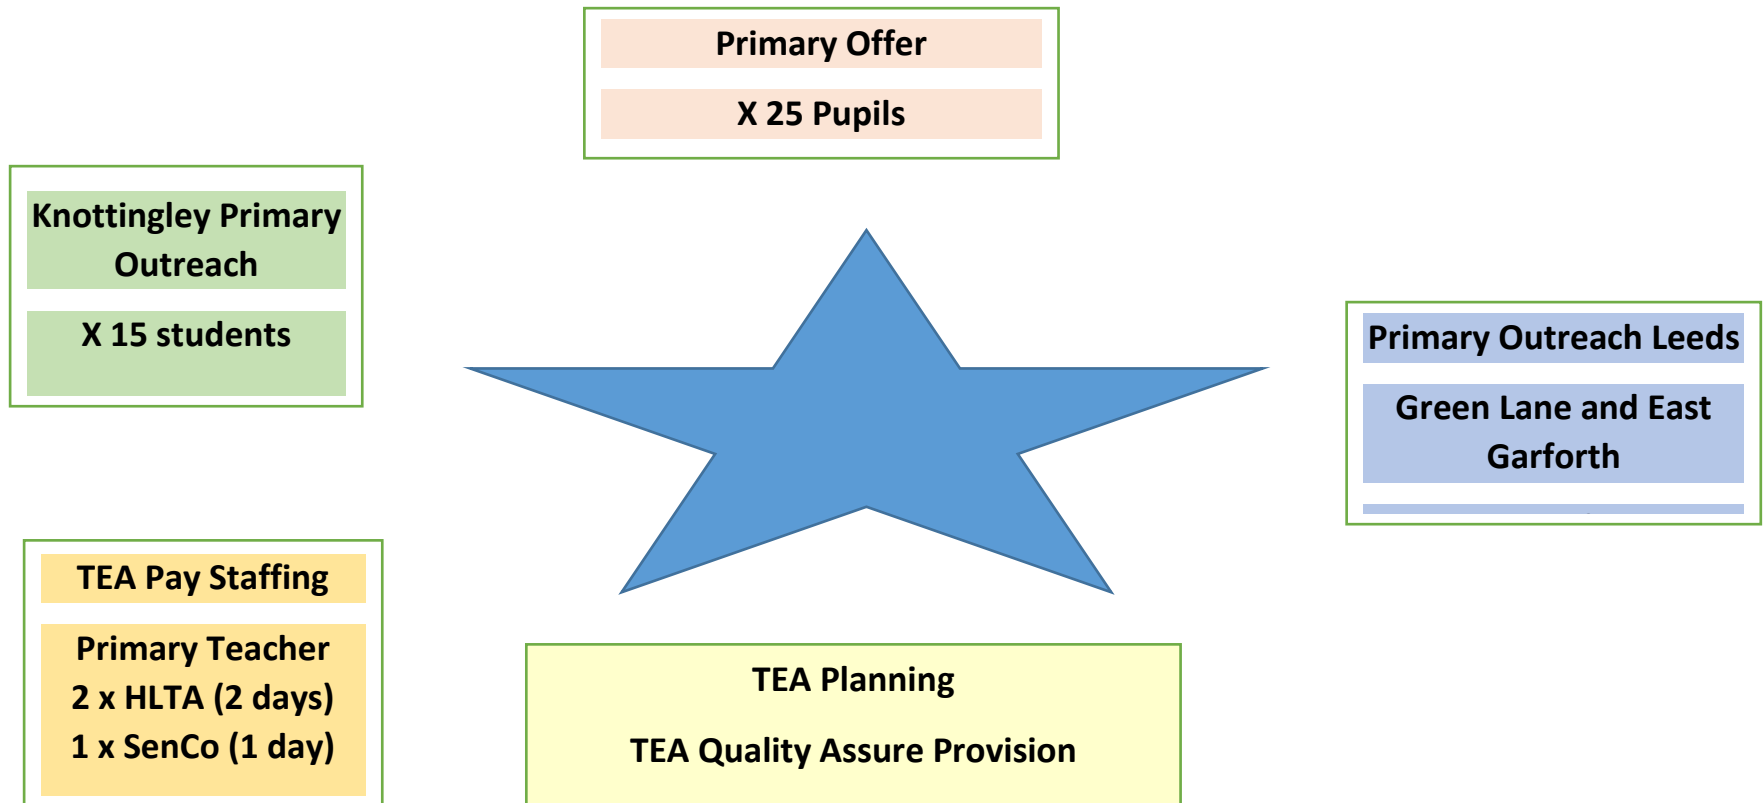 Primary Offer
X 25 Pupils
Knottingley Primary
Outreach
X 15 students
Primary Outreach Leeds
Green Lane and East
Garforth
TEA Pay Staffing
Primary Teacher
2 x HLTA (2 days)
1 x SenCo (1 day)
TEA Planning
TEA Quality Assure Provision